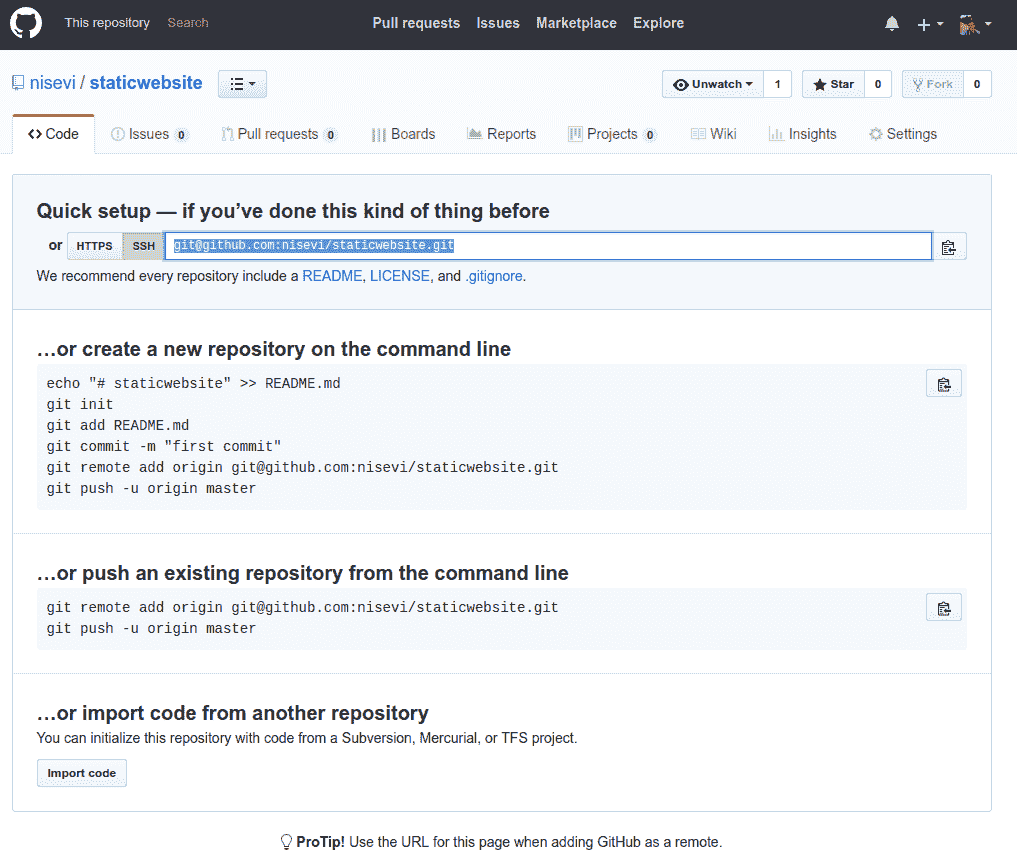 This repository Search Pull requests Issues Marketplace Explore
nisevi / staticwebsite Unwatch 1 Star 0 Fork 0
Code Issues 0 Pull requests 0 Boards Reports Projects 0 Wiki Insights Settings
Quick setup — if you’ve done this kind of thing before
or HTTPS SSH git@github.com:nisevi/staticwebsite.git
We recommend every repository include a README, LICENSE, and .gitignore.
…or create a new repository on the command line
echo "# staticwebsite" >> README.md
git init
git add README.md
git commit -m "first commit"
git remote add origin git@github.com:nisevi/staticwebsite.git
git push -u origin master
…or push an existing repository from the command line
git remote add origin git@github.com:nisevi/staticwebsite.git
git push -u origin master
…or import code from another repository
You can initialize this repository with code from a Subversion, Mercurial, or TFS project.
Import code
ProTip! Use the URL for this page when adding GitHub as a remote.